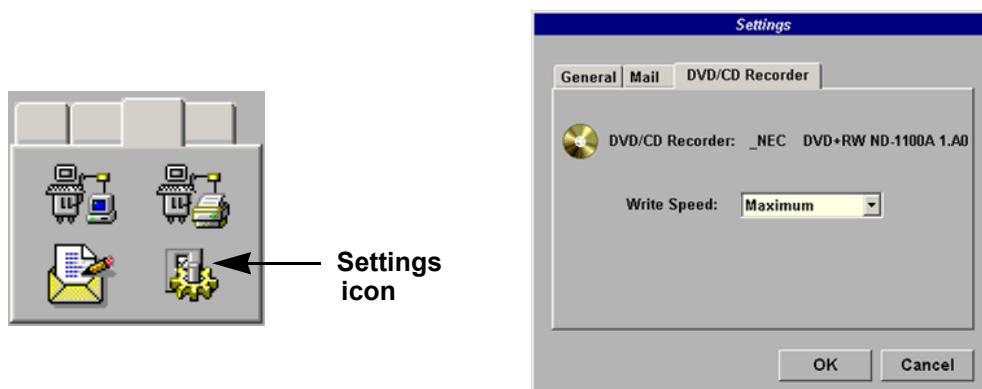 Settings
icon
Settings
General Mail DVD/CD Recorder
DVD/CD Recorder: _NEC DVD+RW ND-1100A 1.A0
Write Speed: Maximum
OK Cancel